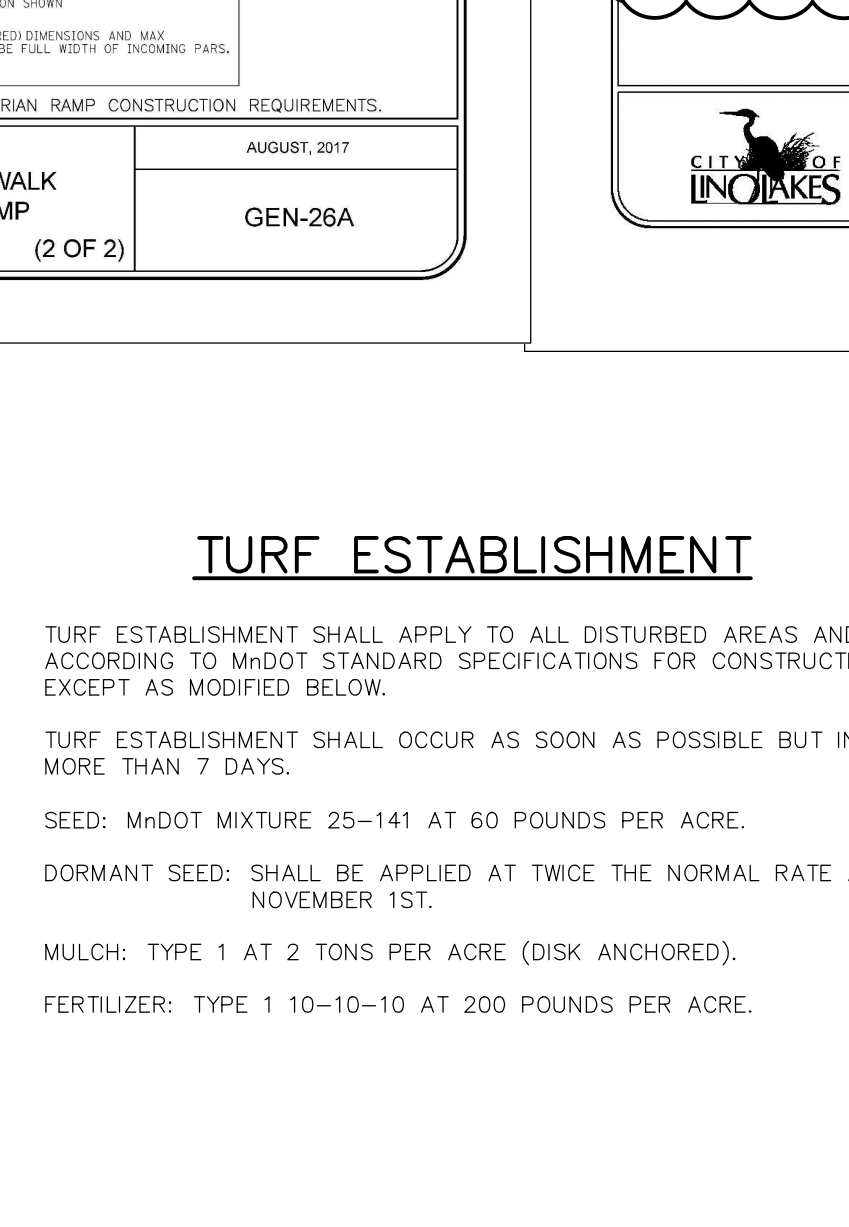 ON SHOWN
RED) DIMENSIONS AND MAX
BE FULL WIDTH OF INCOMING PARS.
RIAN RAMP CONSTRUCTION REQUIREMENTS.
WALK
MP
(2 OF 2)
AUGUST, 2017
GEN-26A
CITY OF
LINO LAKES
TURF ESTABLISHMENT
TURF ESTABLISHMENT SHALL APPLY TO ALL DISTURBED AREAS AND
ACCORDING TO MnDOT STANDARD SPECIFICATIONS FOR CONSTRUCTI
EXCEPT AS MODIFIED BELOW.
TURF ESTABLISHMENT SHALL OCCUR AS SOON AS POSSIBLE BUT IN
MORE THAN 7 DAYS.
SEED: MnDOT MIXTURE 25-141 AT 60 POUNDS PER ACRE.
DORMANT SEED: SHALL BE APPLIED AT TWICE THE NORMAL RATE
NOVEMBER 1ST.
MULCH: TYPE 1 AT 2 TONS PER ACRE (DISK ANCHORED).
FERTILIZER: TYPE 1 10-10-10 AT 200 POUNDS PER ACRE.